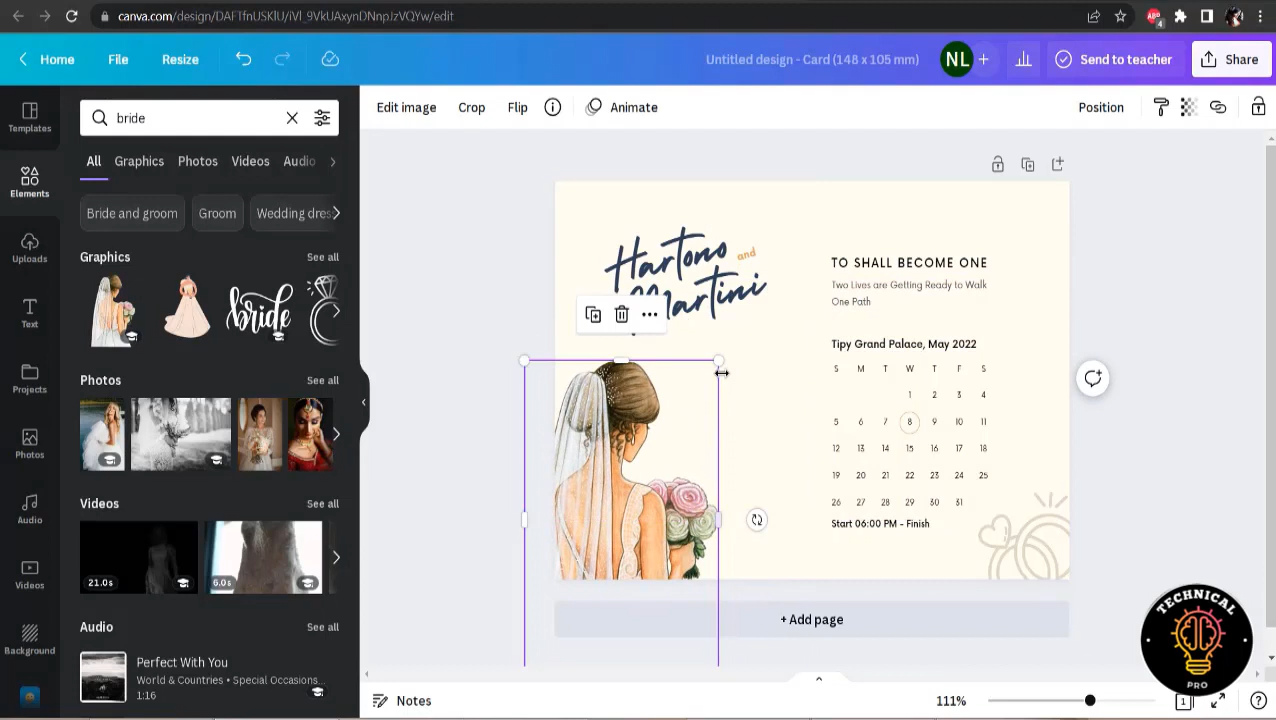 canva.com/design/DAFTfnUSKlU/iVl_9VkUAxynDNnpJzVQYw/edit
4
Home
File
Resize
Untitled design - Card (148 x 105 mm)
NL
+
Send to teacher
Share
Templates
Elements
Uploads
Text
Projects
Photos
Audio
Videos
Background
bride
All
Graphics
Photos
Videos
Audio
Bride and groom
Groom
Wedding dres
Graphics
See all
bride
Photos
See all
Videos
See all
21.0s
6.0s
Audio
See all
Perfect With You
World & Countries • Special Occasions...
1:16
Edit image
Crop
Flip
Animate
Position
Hartono and
Martini
TO SHALL BECOME ONE
Two Lives are Getting Ready to Walk
One Path
Tipy Grand Palace, May 2022
S M T W T F S
1 2 3 4
5 6 7 8 9 10 11
12 13 14 15 16 17 18
19 20 21 22 23 24 25
26 27 28 29 30 31
Start 06:00 PM - Finish
+ Add page
Notes
111%
1
TECHNICAL
PRO